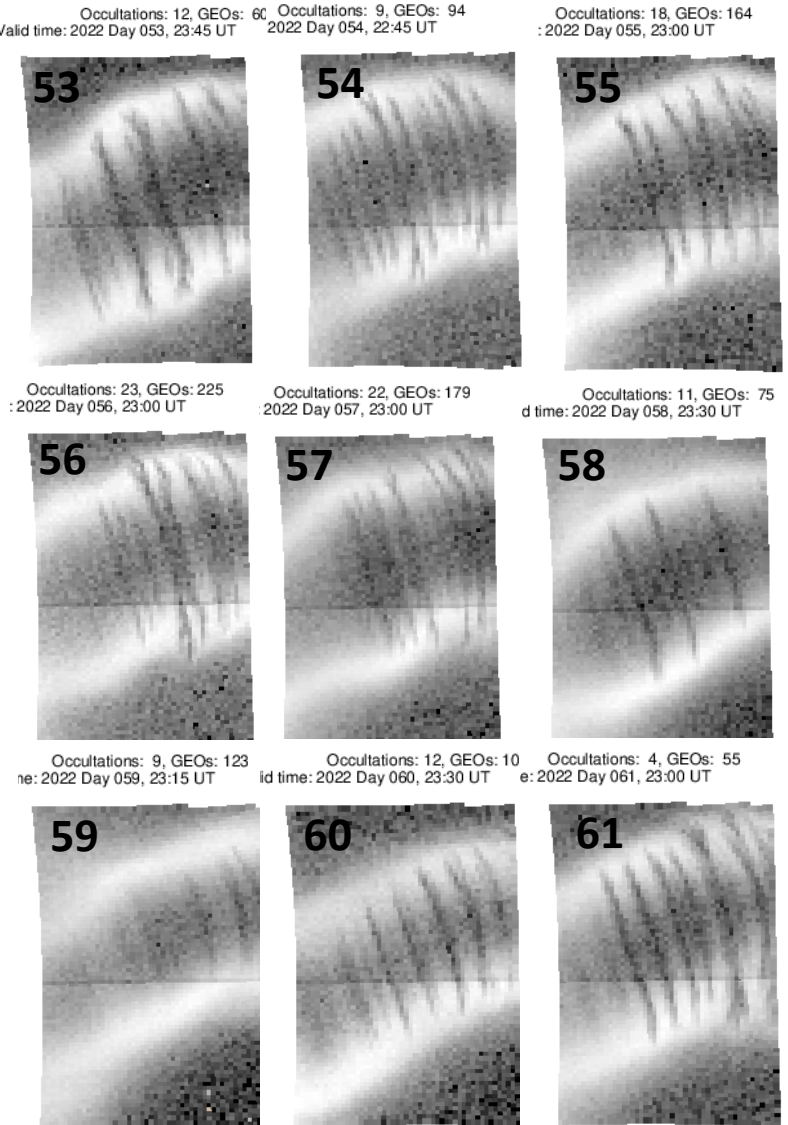 Occultations: 12, GEOs: 60
Valid time: 2022 Day 053, 23:45 UT
53
Occultations: 9, GEOs: 94
2022 Day 054, 22:45 UT
54
Occultations: 18, GEOs: 164
: 2022 Day 055, 23:00 UT
55
Occultations: 23, GEOs: 225
: 2022 Day 056, 23:00 UT
56
Occultations: 22, GEOs: 179
2022 Day 057, 23:00 UT
57
Occultations: 11, GEOs: 75
d time: 2022 Day 058, 23:30 UT
58
Occultations: 9, GEOs: 123
ne: 2022 Day 059, 23:15 UT
59
Occultations: 12, GEOs: 10
id time: 2022 Day 060, 23:30 UT
60
Occultations: 4, GEOs: 55
e: 2022 Day 061, 23:00 UT
61